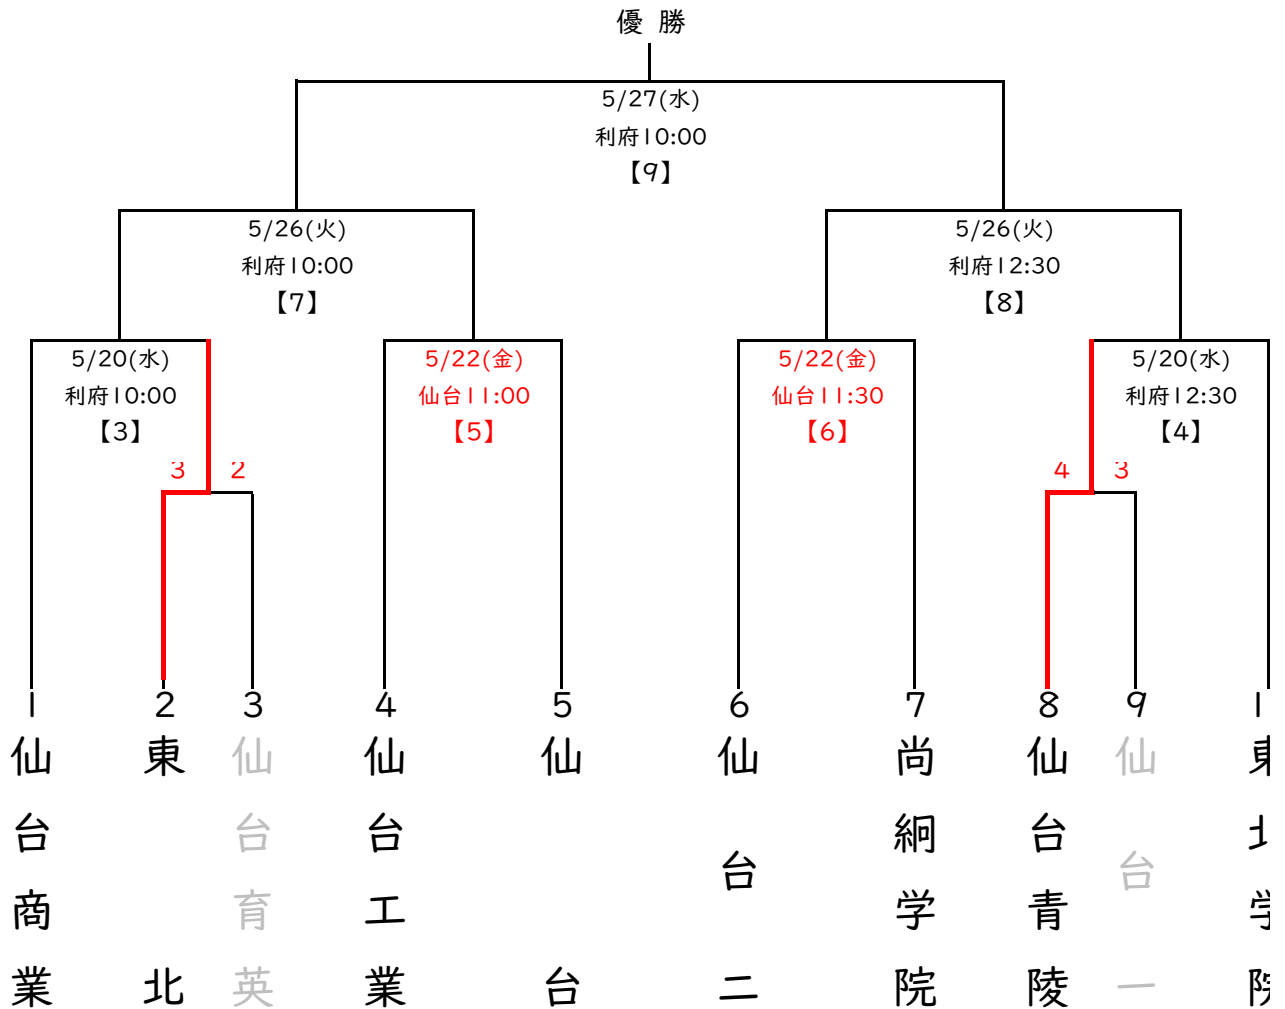 優 勝
5/27(水)
利府10:00
【9】
5/26(火)
利府10:00
【7】
5/26(火)
利府12:30
【8】
5/20(水)
利府10:00
【3】
5/22(金)
仙台11:00
【5】
5/22(金)
仙台11:30
【6】
5/20(水)
利府12:30
【4】
3 2
4 3
1 2 3 4 5 6 7 8 9 1
仙台商業
東北
仙台育英
仙台工業
仙台
仙台二
尚絅学院
仙台青陵
仙台一
東北学院